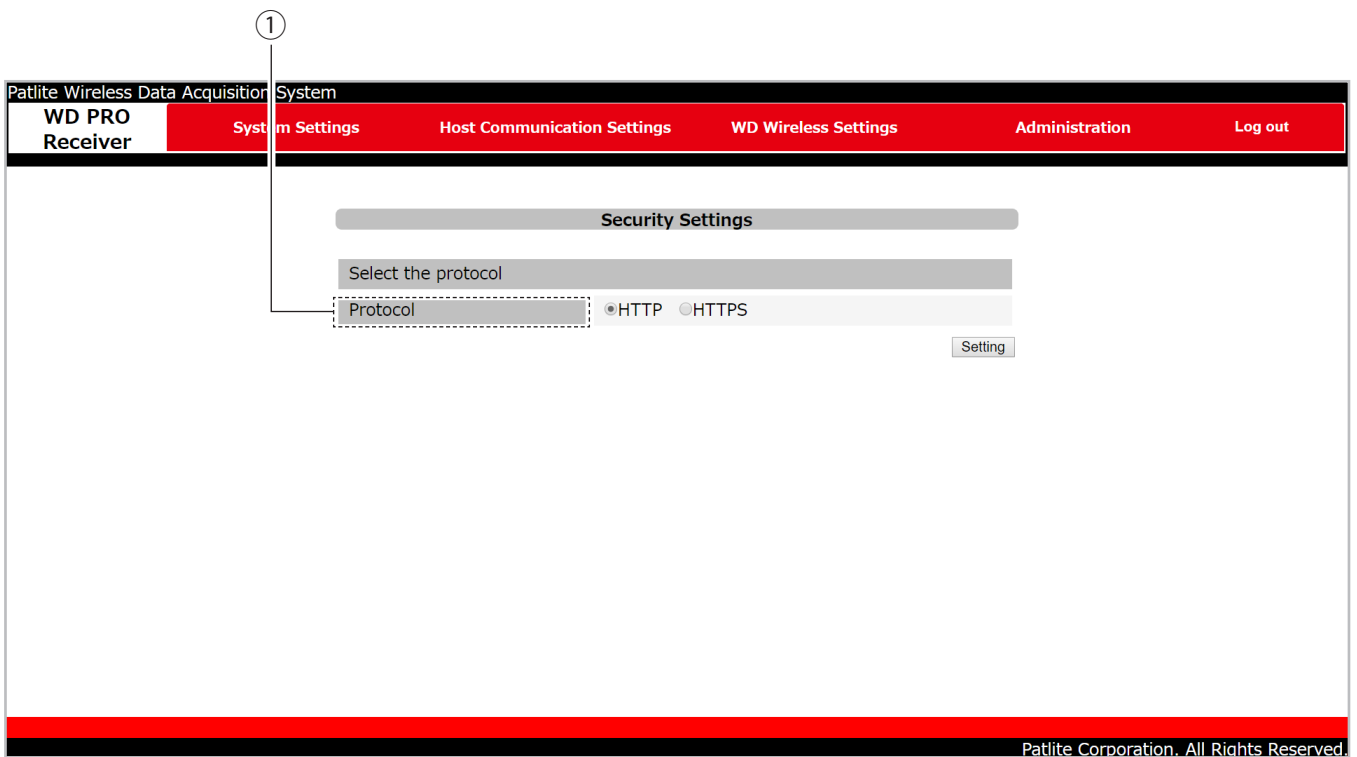 ①
Patlite Wireless Data Acquisition System
WD PRO
Receiver
System Settings Host Communication Settings WD Wireless Settings Administration Log out
Security Settings
Select the protocol
Protocol HTTP HTTPS
Setting
Patlite Corporation. All Rights Reserved.